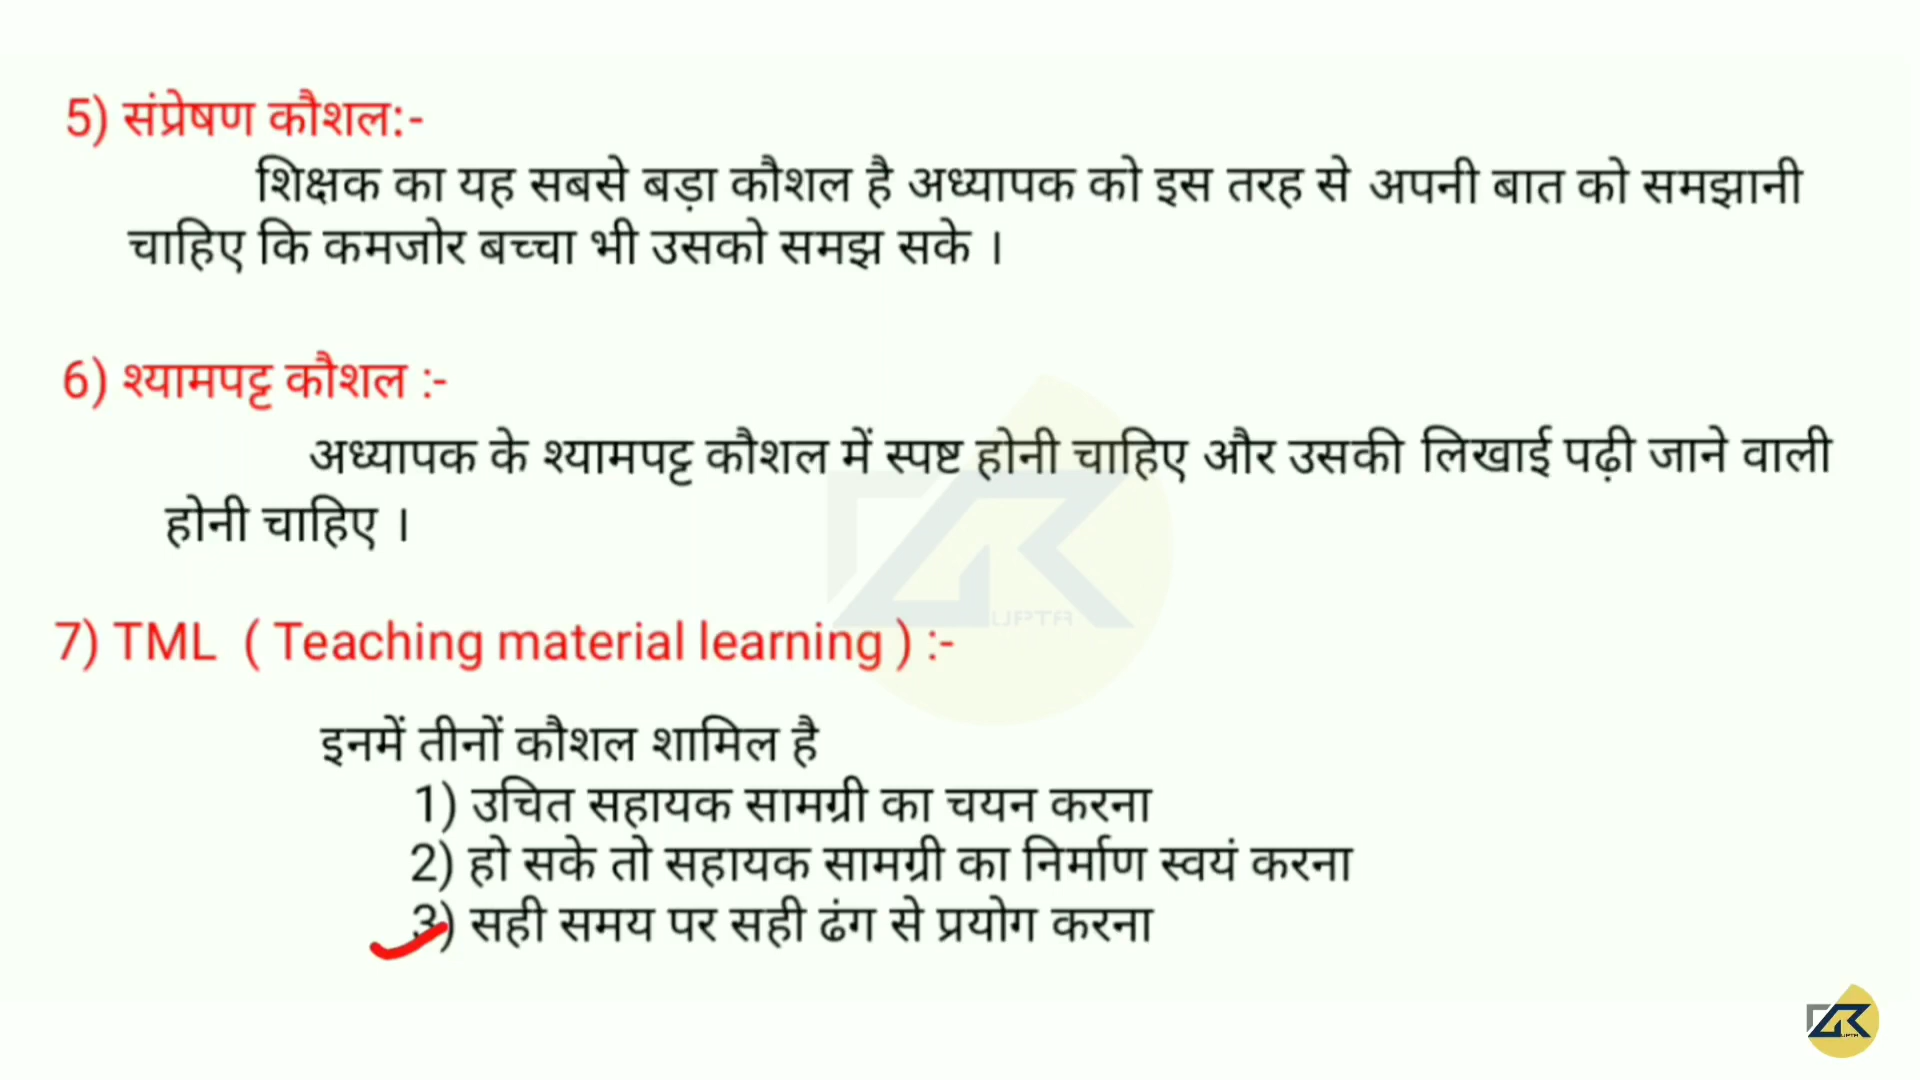 5) संप्रेषण कौशल:-
शिक्षक का यह सबसे बड़ा कौशल है अध्यापक को इस तरह से अपनी बात को समझानी
चाहिए कि कमजोर बच्चा भी उसको समझ सके ।
6) श्यामपट्ट कौशल :-
अध्यापक के श्यामपट्ट कौशल में स्पष्ट होनी चाहिए और उसकी लिखाई पढ़ी जाने वाली
होनी चाहिए ।
UPTA
7) TML ( Teaching material learning ) :-
इनमें तीनों कौशल शामिल है
1) उचित सहायक सामग्री का चयन करना
2) हो सके तो सहायक सामग्री का निर्माण स्वयं करना
3) सही समय पर सही ढंग से प्रयोग करना